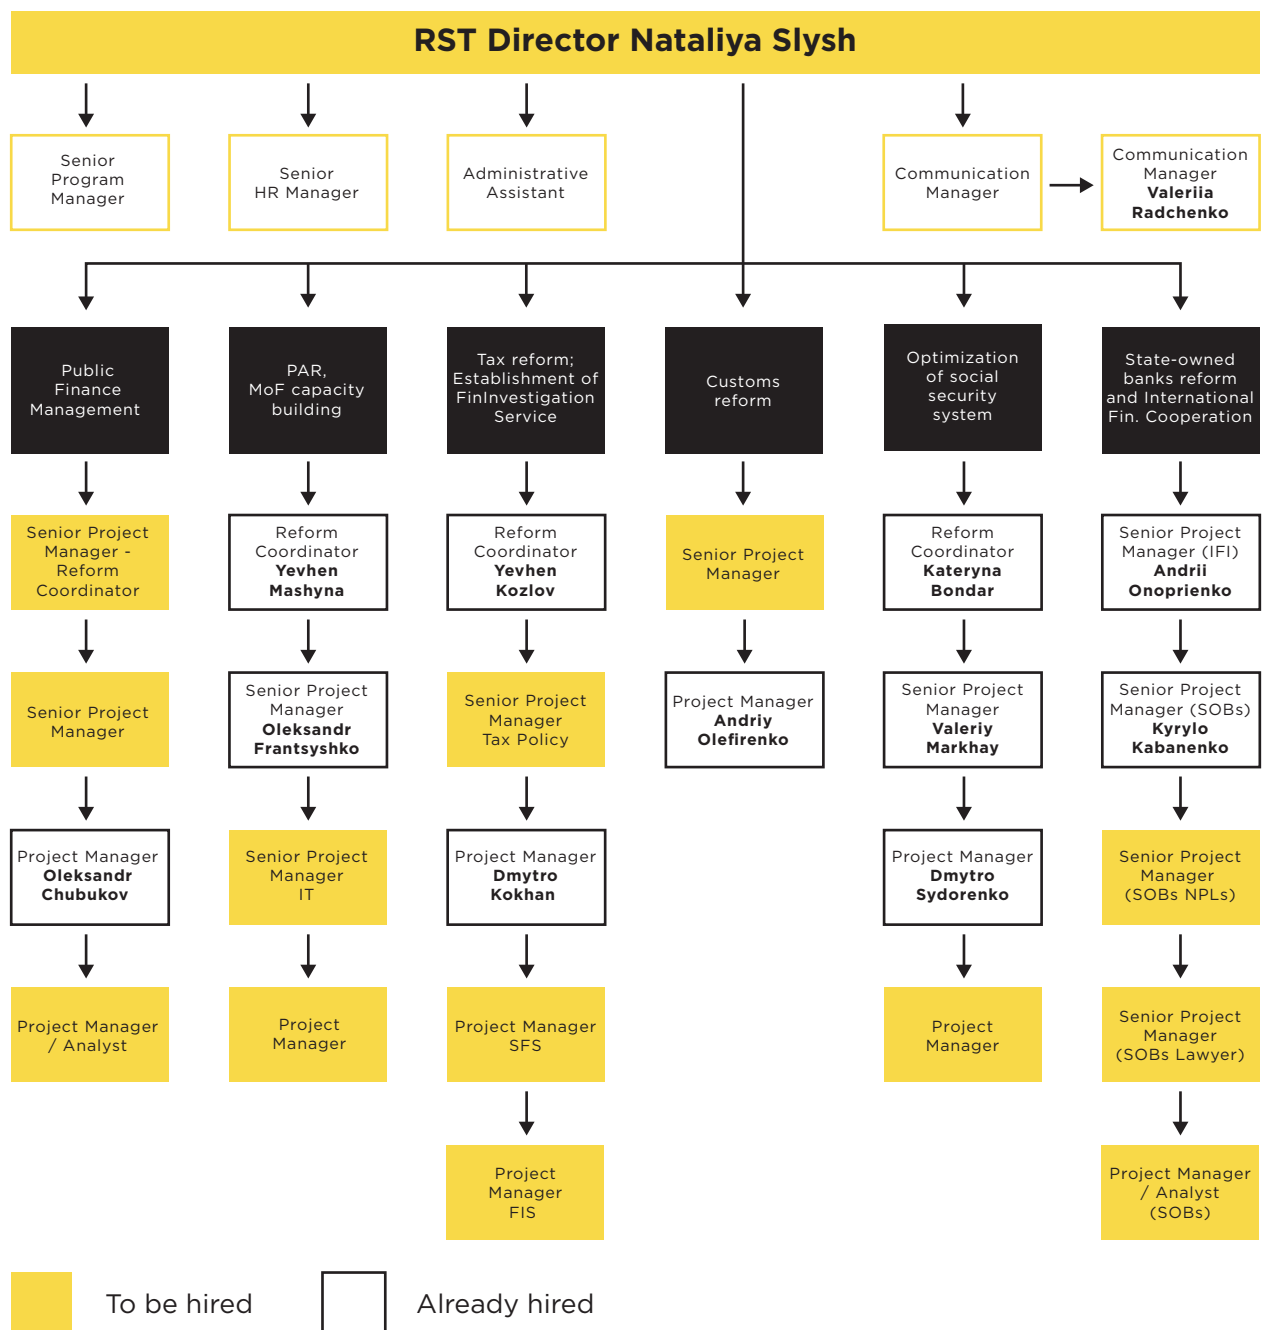 RST Director Nataliya Slysh
Senior
Program
Manager
Senior
HR Manager
Administrative
Assistant
Communication
Manager
Communication
Manager
Valeriia
Radchenko
Public
Finance
Management
PAR,
MoF capacity
building
Tax reform;
Establishment of
FinInvestigation
Service
Customs
reform
Optimization
of social
security
system
State-owned
banks reform
and International
Fin. Cooperation
Senior Project
Manager -
Reform
Coordinator
Reform
Coordinator
Yevhen
Mashyna
Reform
Coordinator
Yevhen
Kozlov
Senior Project
Manager
Reform
Coordinator
Kateryna
Bondar
Senior Project
Manager (IFI)
Andrii
Onoprienko
Senior Project
Manager
Senior Project
Manager
Oleksandr
Frantsyshko
Senior Project
Manager
Tax Policy
Project Manager
Andriy
Olefirenko
Senior Project
Manager
Valeriy
Markhay
Senior Project
Manager (SOBs)
Kyrylo
Kabanenko
Project Manager
Oleksandr
Chubukov
Senior Project
Manager
IT
Project Manager
Dmytro
Kokhan
Project Manager
Dmytro
Sydorenko
Senior Project
Manager
(SOBs NPLs)
Project Manager
/ Analyst
Project
Manager
Project Manager
SFS
Project
Manager
Senior Project
Manager
(SOBs Lawyer)
Project
Manager
FIS
Project Manager
/ Analyst
(SOBs)
To be hired
Already hired